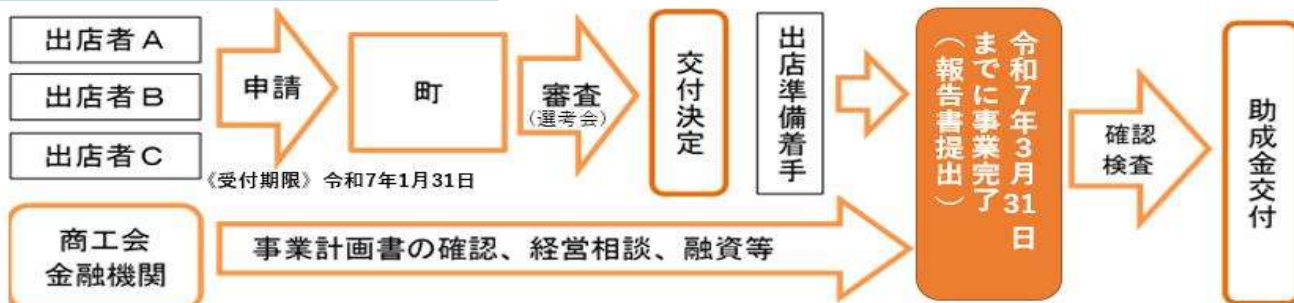 出店者A
出店者B
出店者C
申請
《受付期限》令和7年1月31日
町
審査
(選考会)
交付決定
出店準備着手
令和7年3月31日
までに事業完了
（報告書提出）
確認
検査
助成金交付
商工会
金融機関
事業計画書の確認、経営相談、融資等